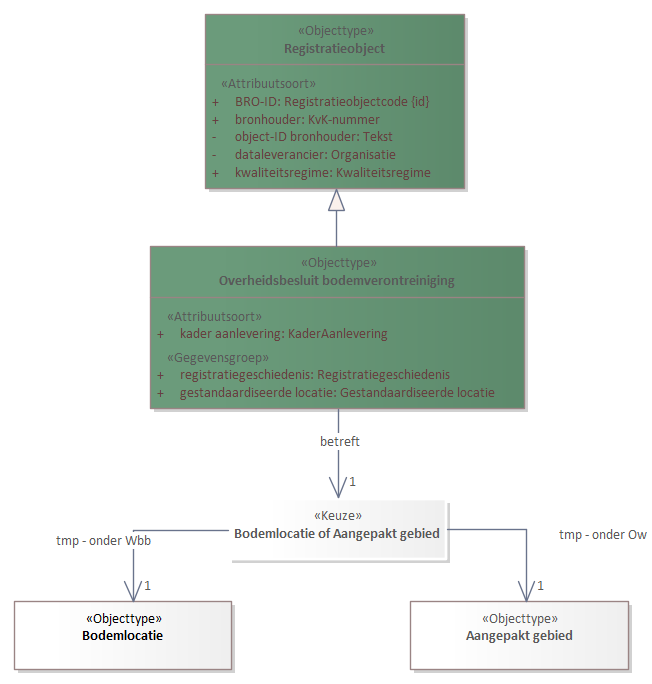 «Objecttype»
Registratieobject
«Attribuutsoort»
+ BRO-ID: Registratieobjectcode {id}
+ bronhouder: KvK-nummer
- object-ID bronhouder: Tekst
- dataleverancier: Organisatie
+ kwaliteitsregime: Kwaliteitsregime
«Objecttype»
Overheidsbesluit bodemverontreiniging
«Attribuutsoort»
+ kader aanlevering: KaderAanlevering
«Gegevensgroep»
+ registratiegeschiedenis: Registratiegeschiedenis
+ gestandaardiseerde locatie: Gestandaardiseerde locatie
betreft
1
«Keuze»
Bodemlocatie of Aangepakt gebied
tmp - onder Wbb
tmp - onder Ow
1
1
«Objecttype»
Bodemlocatie
«Objecttype»
Aangepakt gebied